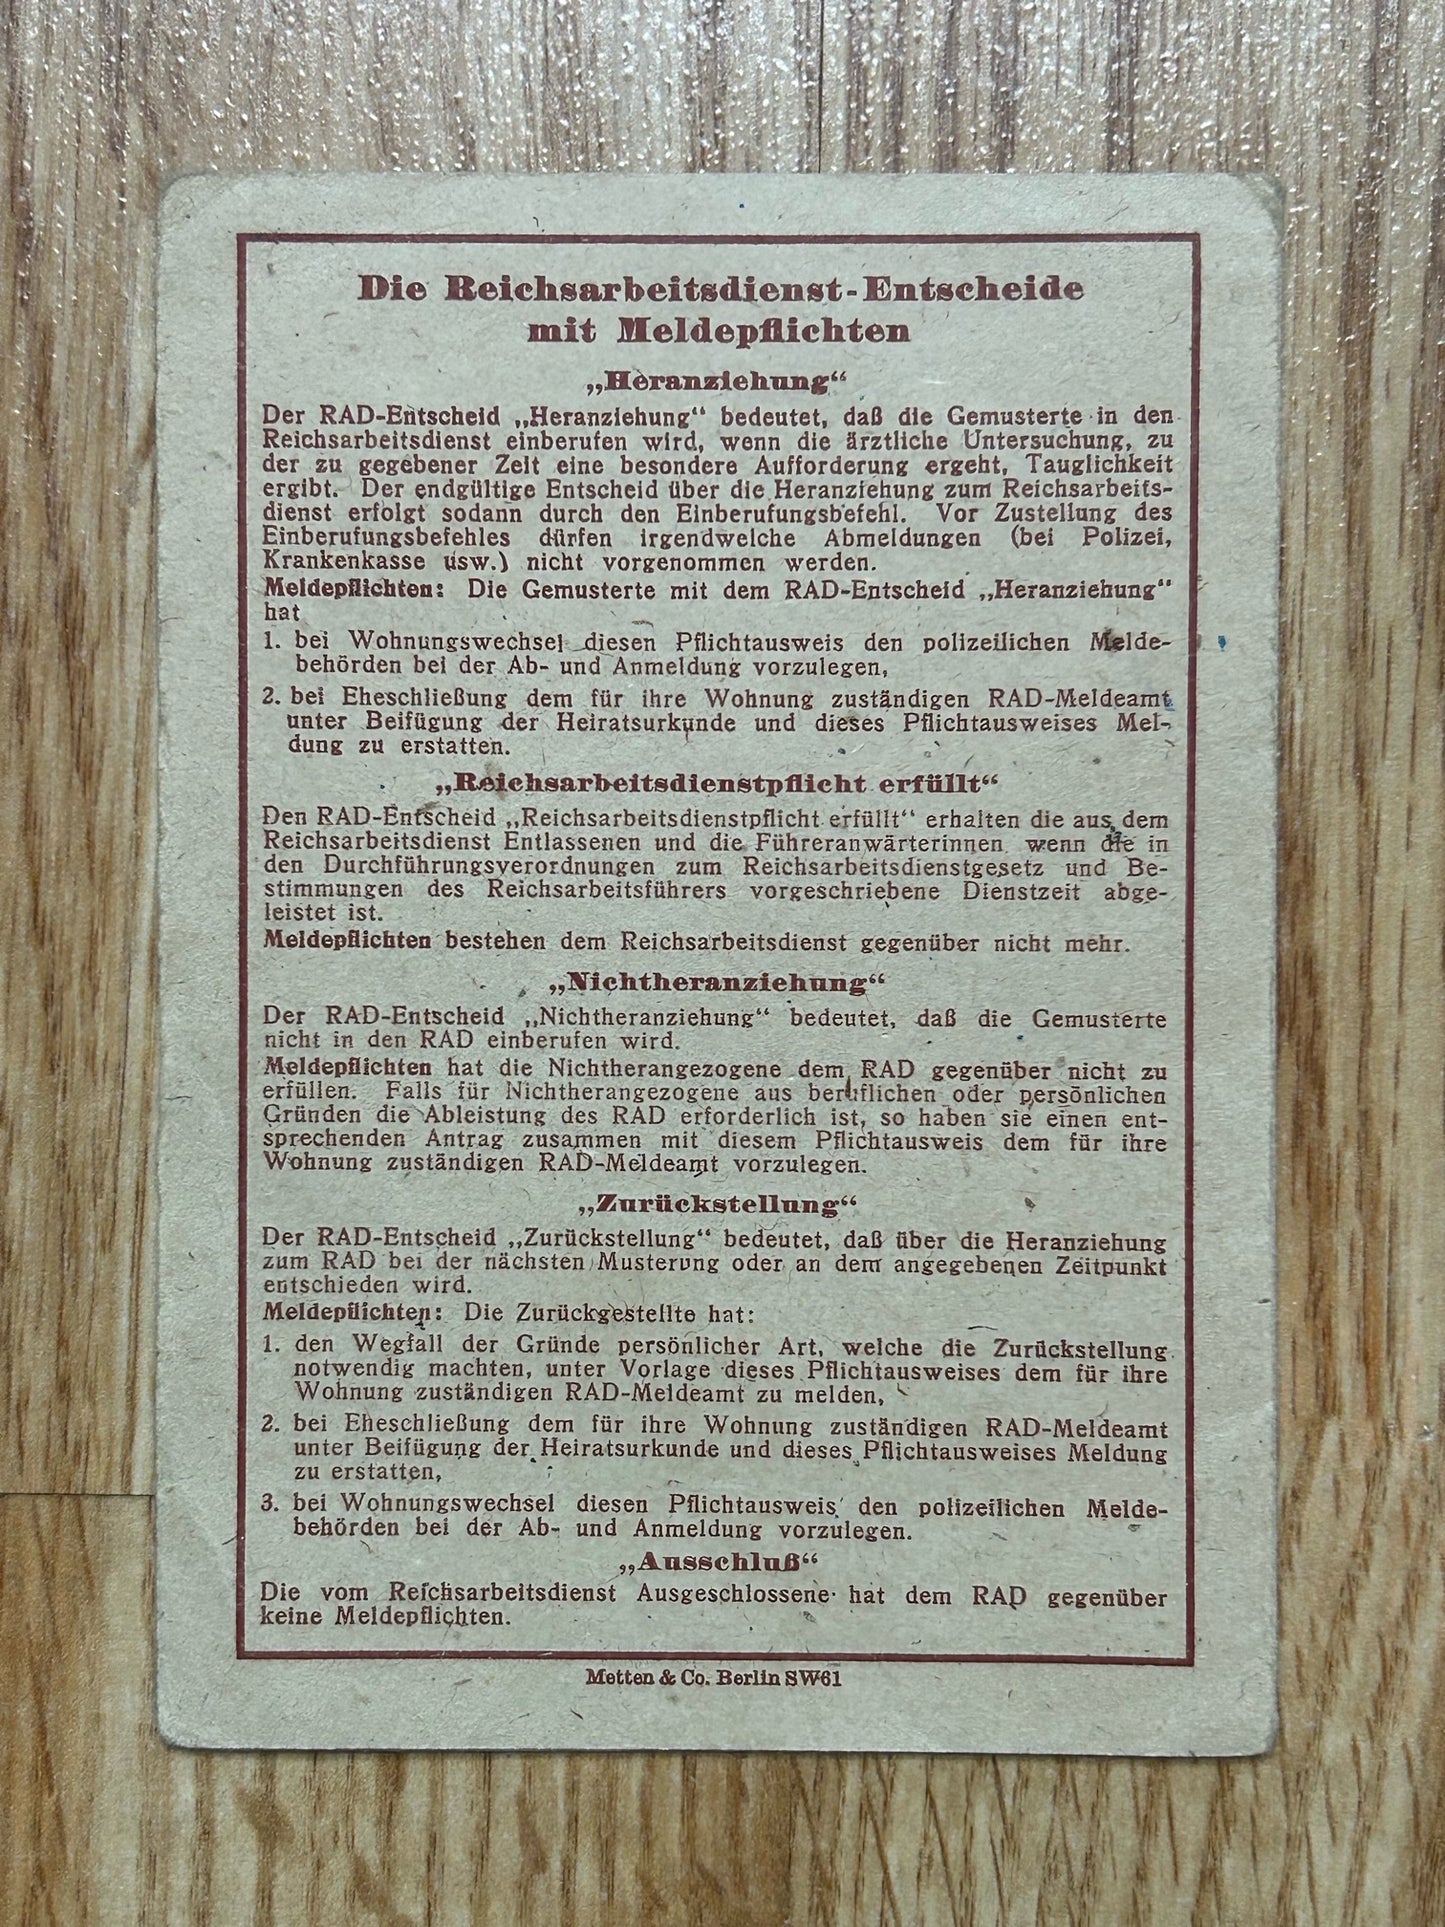 Die Reichsarbeitsdienst-Entscheide
mit Meldepflichten
„Heranziehung“
Der RAD-Entscheid „Heranziehung“ bedeutet, daß die Gemusterte in den
Reichsarbeitsdienst einberufen wird, wenn die ärztliche Untersuchung, zu
der zu gegebener Zeit eine besondere Aufforderung ergeht, Tauglichkeit
ergibt. Der endgültige Entscheid über die Heranziehung zum Reichsarbeits-
dienst erfolgt sodann durch den Einberufungsbefehl. Vor Zustellung des
Einberufungsbefehles dürfen irgendwelche Abmeldungen (bei Polizei,
Krankenkasse usw.) nicht vorgenommen werden.
Meldepflichten: Die Gemusterte mit dem RAD-Entscheid „Heranziehung“
hat
1. bei Wohnungswechsel diesen Pflichtausweis den polizeilichen Melde-
behörden bei der Ab- und Anmeldung vorzulegen,
2. bei Eheschließung dem für ihre Wohnung zuständigen RAD-Meldeamt
unter Beifügung der Heiratsurkunde und dieses Pflichtausweises Mel-
dung zu erstatten.
„Reichsarbeitsdienstpflicht erfüllt“
Den RAD-Entscheid „Reichsarbeitsdienstpflicht erfüllt“ erhalten die aus dem
Reichsarbeitsdienst Entlassenen und die Führeranwärterinnen, wenn die in
den Durchführungsverordnungen zum Reichsarbeitsdienstgesetz und Be-
stimmungen des Reichsarbeitsführers vorgeschriebene Dienstzeit abge-
leistet ist.
Meldepflichten bestehen dem Reichsarbeitsdienst gegenüber nicht mehr.
„Nichtheranziehung“
Der RAD-Entscheid „Nichtheranziehung“ bedeutet, daß die Gemusterte
nicht in den RAD einberufen wird.
Meldepflichten hat die Nichtherangezogene dem RAD gegenüber nicht zu
erfüllen. Falls für Nichtherangezogene aus beruflichen oder persönlichen
Gründen die Ableistung des RAD erforderlich ist, so haben sie einen ent-
sprechenden Antrag zusammen mit diesem Pflichtausweis dem für ihre
Wohnung zuständigen RAD-Meldeamt vorzulegen.
„Zurückstellung“
Der RAD-Entscheid „Zurückstellung“ bedeutet, daß über die Heranziehung
zum RAD bei der nächsten Musterung oder an dem angegebenen Zeitpunkt
entschieden wird.
Meldepflichten: Die Zurückgestellte hat:
1. den Wegfall der Gründe persönlicher Art, welche die Zurückstellung
notwendig machten, unter Vorlage dieses Pflichtausweises dem für ihre
Wohnung zuständigen RAD-Meldeamt zu melden,
2. bei Eheschließung dem für ihre Wohnung zuständigen RAD-Meldeamt
unter Beifügung der Heiratsurkunde und dieses Pflichtausweises Meldung
zu erstatten,
3. bei Wohnungswechsel diesen Pflichtausweis den polizeilichen Melde-
behörden bei der Ab- und Anmeldung vorzulegen.
„Ausschluß“
Die vom Reichsarbeitsdienst Ausgeschlossene hat dem RAD gegenüber
keine Meldepflichten.
Metten & Co. Berlin SW61